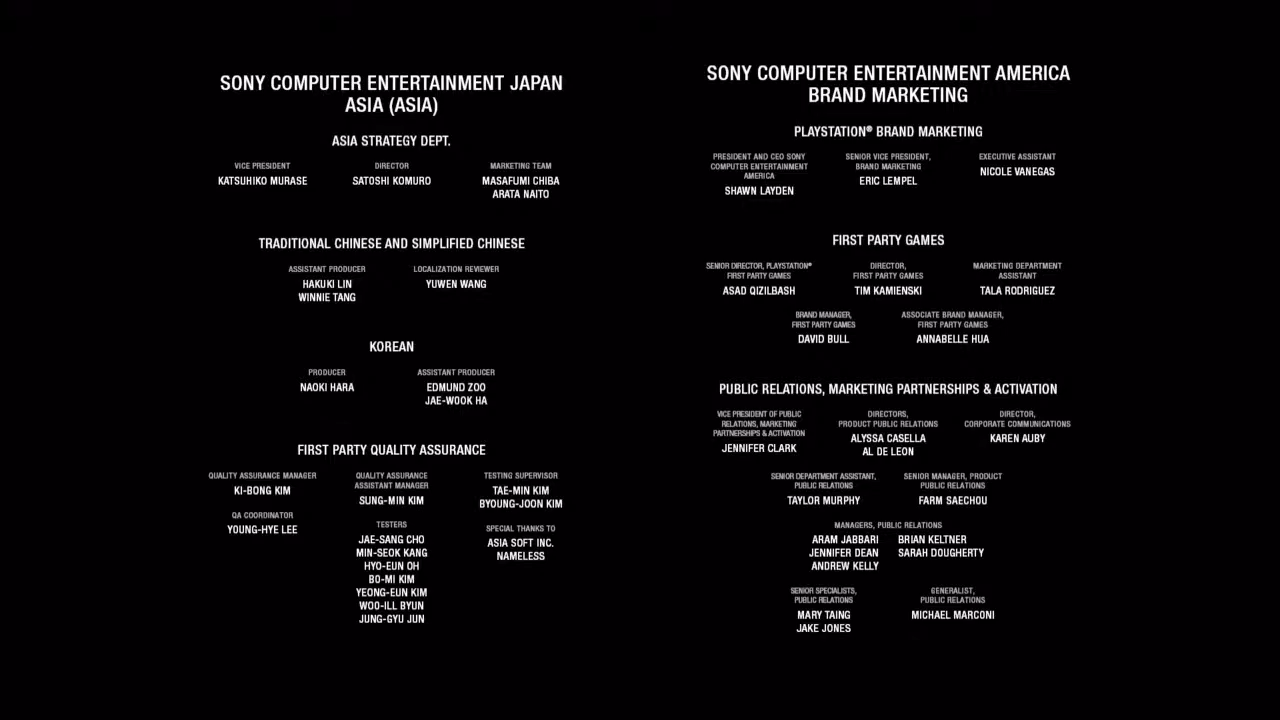 SONY COMPUTER ENTERTAINMENT JAPAN
ASIA (ASIA)
ASIA STRATEGY DEPT.
VICE PRESIDENT
KATSUHIKO MURASE
DIRECTOR
SATOSHI KOMURO
MARKETING TEAM
MASAFUMI CHIBA
ARATA NAITO
TRADITIONAL CHINESE AND SIMPLIFIED CHINESE
ASSISTANT PRODUCER
HAKUKI LIN
WINNIE TANG
LOCALIZATION REVIEWER
YUWEN WANG
KOREAN
PRODUCER
NAOKI HARA
ASSISTANT PRODUCER
EDMUND ZOO
JAE-WOOK HA
FIRST PARTY QUALITY ASSURANCE
QUALITY ASSURANCE MANAGER
KI-BONG KIM
QA COORDINATOR
YOUNG-HYE LEE
QUALITY ASSURANCE
ASSISTANT MANAGER
SUNG-MIN KIM
TESTERS
JAE-SANG CHO
MIN-SEOK KANG
HYO-EUN OH
BO-MI KIM
YEONG-EUN KIM
WOO-ILL BYUN
JUNG-GYU JUN
TESTING SUPERVISOR
TAE-MIN KIM
BYOUNG-JOON KIM
SPECIAL THANKS TO
ASIA SOFT INC.
NAMELESS
SONY COMPUTER ENTERTAINMENT AMERICA
BRAND MARKETING
PLAYSTATION® BRAND MARKETING
PRESIDENT AND CEO SONY
COMPUTER ENTERTAINMENT
AMERICA
SHAWN LAYDEN
SENIOR VICE PRESIDENT,
BRAND MARKETING
ERIC LEMPEL
EXECUTIVE ASSISTANT
NICOLE VANEGAS
FIRST PARTY GAMES
SENIOR DIRECTOR, PLAYSTATION®
FIRST PARTY GAMES
ASAD QIZILBASH
DIRECTOR,
FIRST PARTY GAMES
TIM KAMIENSKI
MARKETING DEPARTMENT
ASSISTANT
TALA RODRIGUEZ
BRAND MANAGER,
FIRST PARTY GAMES
DAVID BULL
ASSOCIATE BRAND MANAGER,
FIRST PARTY GAMES
ANNABELLE HUA
PUBLIC RELATIONS, MARKETING PARTNERSHIPS & ACTIVATION
VICE PRESIDENT OF PUBLIC
RELATIONS, MARKETING
PARTNERSHIPS & ACTIVATION
JENNIFER CLARK
DIRECTORS,
PRODUCT PUBLIC RELATIONS
ALYSSA CASELLA
AL DE LEON
DIRECTOR,
CORPORATE COMMUNICATIONS
KAREN AUBY
SENIOR DEPARTMENT ASSISTANT,
PUBLIC RELATIONS
TAYLOR MURPHY
SENIOR MANAGER, PRODUCT
PUBLIC RELATIONS
FARM SAECHOU
MANAGERS, PUBLIC RELATIONS
ARAM JABBARI
JENNIFER DEAN
ANDREW KELLY
BRIAN KELTNER
SARAH DOUGHERTY
SENIOR SPECIALISTS,
PUBLIC RELATIONS
MARY TAING
JAKE JONES
GENERALIST,
PUBLIC RELATIONS
MICHAEL MARCONI